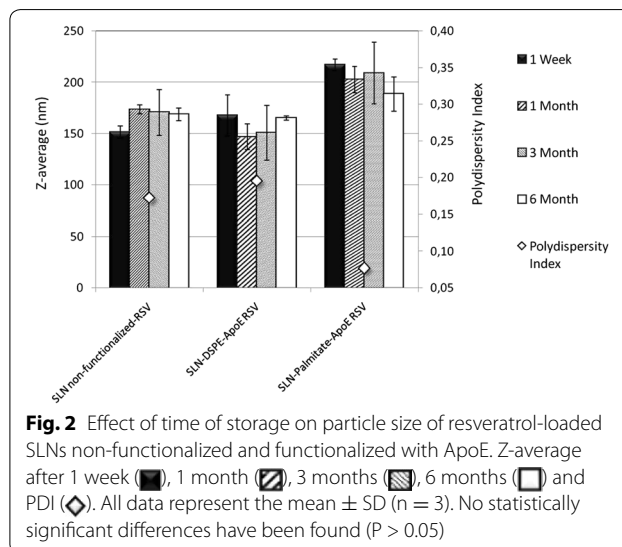 250
200
150
100
50
0
Z-average (nm)
0,40
0,35
0,30
0,25
0,20
0,15
0,10
0,05
Polydispersity Index
1 Week
1 Month
3 Month
6 Month
Polydispersity
Index
SLN non-functionalized-RSV
SLN-DSPE-ApoE RSV
SLN-Palmitate-ApoE RSV
Fig. 2 Effect of time of storage on particle size of resveratrol-loaded
SLNs non-functionalized and functionalized with ApoE. Z-average
after 1 week (), 1 month (), 3 months (), 6 months () and
PDI (). All data represent the mean ± SD (n = 3). No statistically
significant differences have been found (P > 0.05)